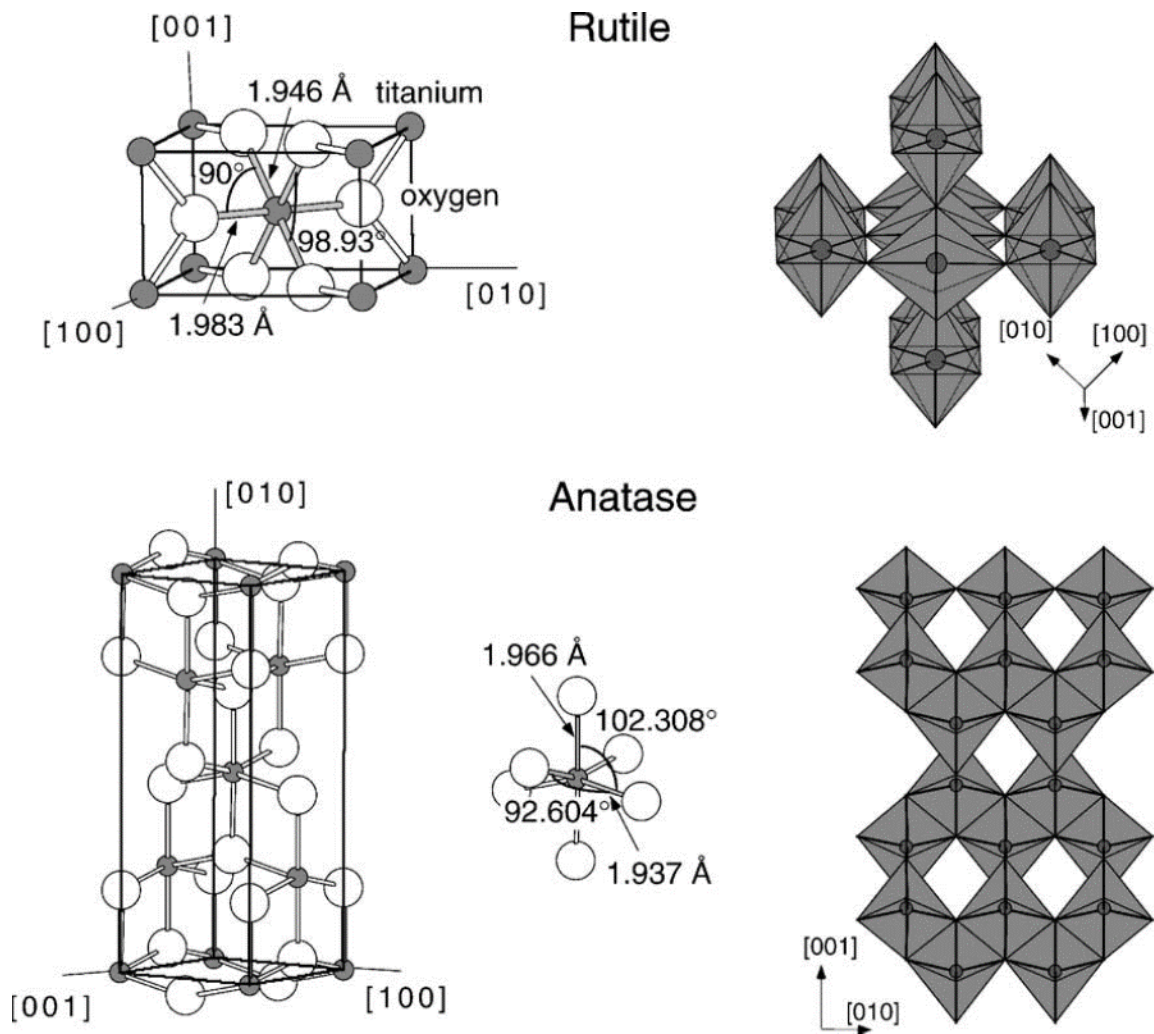 Rutile
[001]
1.946 Å
titanium
90°
oxygen
98.93°
[010]
[100]
1.983 Å
[010]
[100]
[001]
Anatase
[010]
1.966 Å
102.308°
92.604°
1.937 Å
[001]
[100]
[001]
[010]